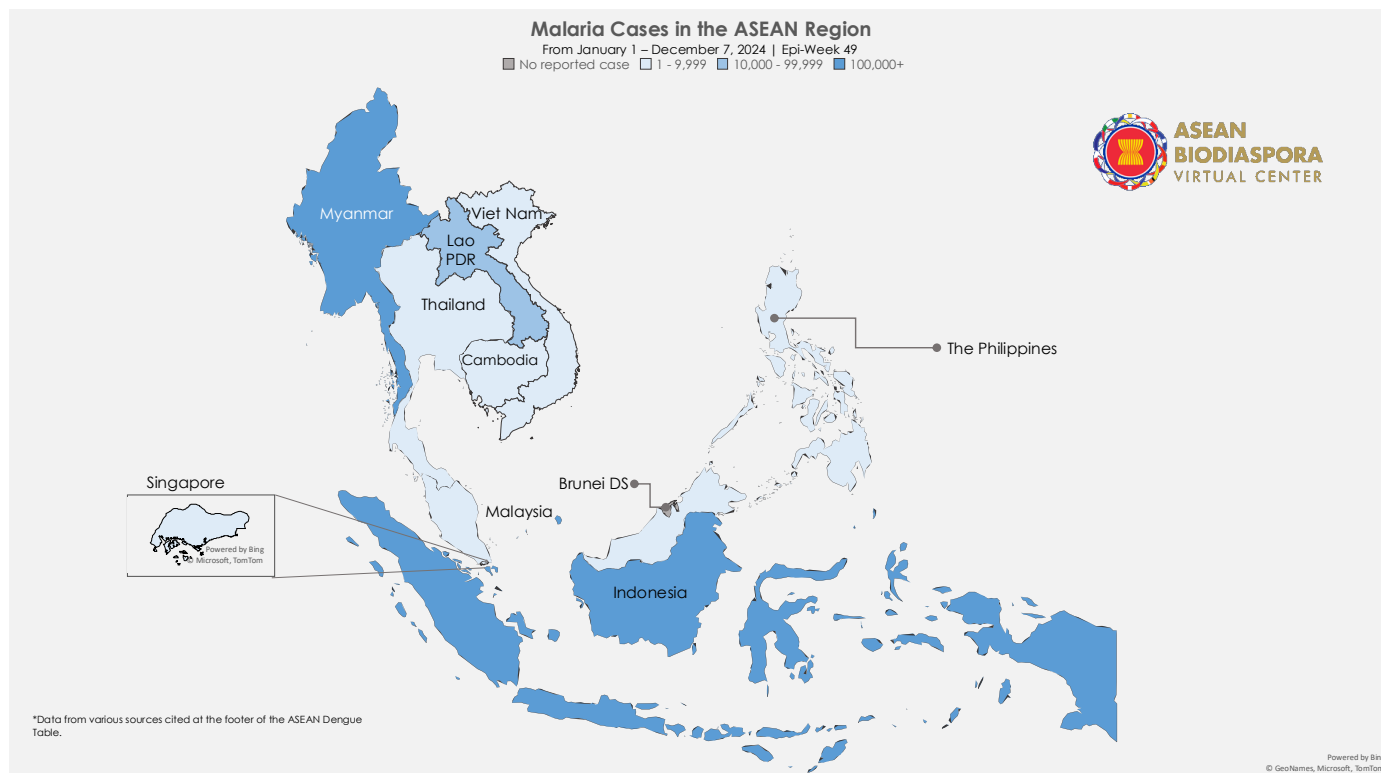 Malaria Cases in the ASEAN Region
From January 1 – December 7, 2024 | Epi-Week 49
No reported case 1 - 9,999 10,000 - 99,999 100,000+
ASEAN
BIODIASPORA
VIRTUAL CENTER
Myanmar
Viet Nam
Lao
PDR
Thailand
Cambodia
The Philippines
Singapore
Powered by Bing
© Microsoft, TomTom
Brunei DS
Malaysia
Indonesia
*Data from various sources cited at the footer of the ASEAN Dengue
Table.
Powered by Bin
© GeoNames, Microsoft, TomTom